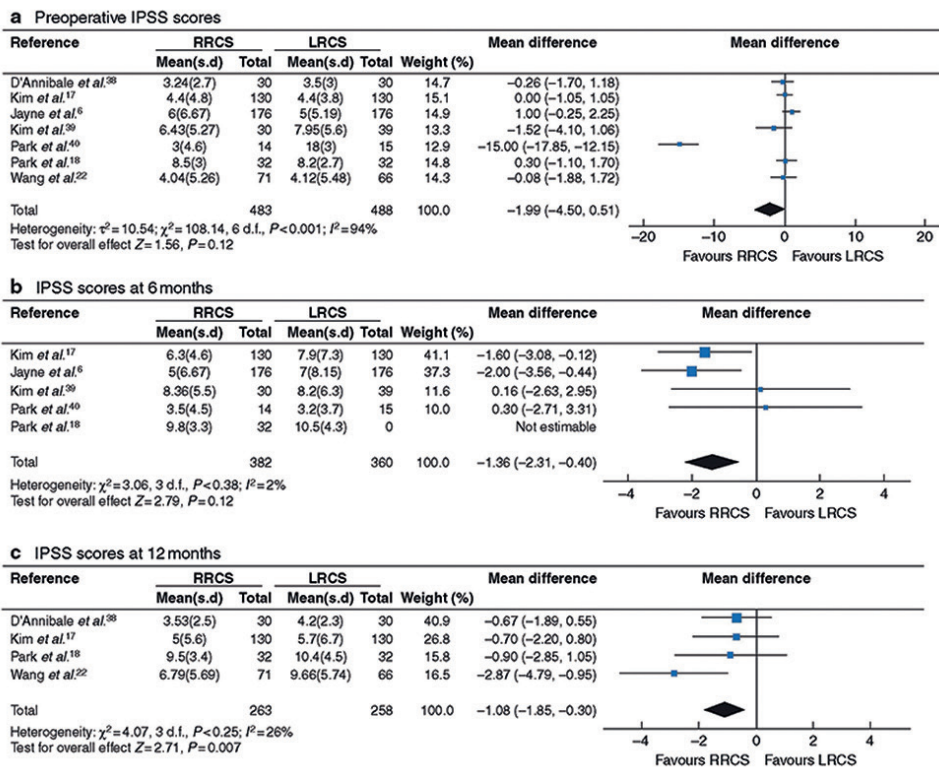 a Preoperative IPSS scores
Reference RRCS LRCS Mean difference Mean difference
Mean(s.d) Total Mean(s.d) Total Weight (%)
D'Annibale et al.38 3.24(2.7) 30 3.5(3) 30 14.7 −0.26 (−1.70, 1.18)
Kim et al.17 4.4(4.8) 130 4.4(3.8) 130 15.1 0.00 (−1.05, 1.05)
Jayne et al.6 6(6.67) 176 5(5.19) 176 14.9 1.00 (−0.25, 2.25)
Kim et al.39 6.43(5.27) 30 7.95(5.6) 39 13.3 −1.52 (−4.10, 1.06)
Park et al.40 3(4.6) 14 18(3) 15 12.9 −15.00 (−17.85, −12.15)
Park et al.18 8.5(3) 32 8.2(2.7) 32 14.8 0.30 (−1.10, 1.70)
Wang et al.22 4.04(5.26) 71 4.12(5.48) 66 14.3 −0.08 (−1.88, 1.72)
Total 483 488 100.0 −1.99 (−4.50, 0.51)
Heterogeneity: τ²=10.54; χ²=108.14, 6 d.f., P<0.001; I²=94%
Test for overall effect Z=1.56, P=0.12
−20 −10 0 10 20
Favours RRCS Favours LRCS
b IPSS scores at 6 months
Reference RRCS LRCS Mean difference Mean difference
Mean(s.d) Total Mean(s.d) Total Weight (%)
Kim et al.17 6.3(4.6) 130 7.9(7.3) 130 41.1 −1.60 (−3.08, −0.12)
Jayne et al.6 5(6.67) 176 7(8.15) 176 37.3 −2.00 (−3.56, −0.44)
Kim et al.39 8.36(5.5) 30 8.2(6.3) 39 11.6 0.16 (−2.63, 2.95)
Park et al.40 3.5(4.5) 14 3.2(3.7) 15 10.0 0.30 (−2.71, 3.31)
Park et al.18 9.8(3.3) 32 10.5(4.3) 0 Not estimable
Total 382 360 100.0 −1.36 (−2.31, −0.40)
Heterogeneity: χ²=3.06, 3 d.f., P<0.38; I²=2%
Test for overall effect Z=2.79, P=0.12
−4 −2 0 2 4
Favours RRCS Favours LRCS
c IPSS scores at 12 months
Reference RRCS LRCS Mean difference Mean difference
Mean(s.d) Total Mean(s.d) Total Weight (%)
D'Annibale et al.38 3.53(2.5) 30 4.2(2.3) 30 40.9 −0.67 (−1.89, 0.55)
Kim et al.17 5(5.6) 130 5.7(6.7) 130 26.8 −0.70 (−2.20, 0.80)
Park et al.18 9.5(3.4) 32 10.4(4.5) 32 15.8 −0.90 (−2.85, 1.05)
Wang et al.22 6.79(5.69) 71 9.66(5.74) 66 16.5 −2.87 (−4.79, −0.95)
Total 263 258 100.0 −1.08 (−1.85, −0.30)
Heterogeneity: χ²=4.07, 3 d.f., P<0.25; I²=26%
Test for overall effect Z=2.71, P=0.007
−4 −2 0 2 4
Favours RRCS Favours LRCS